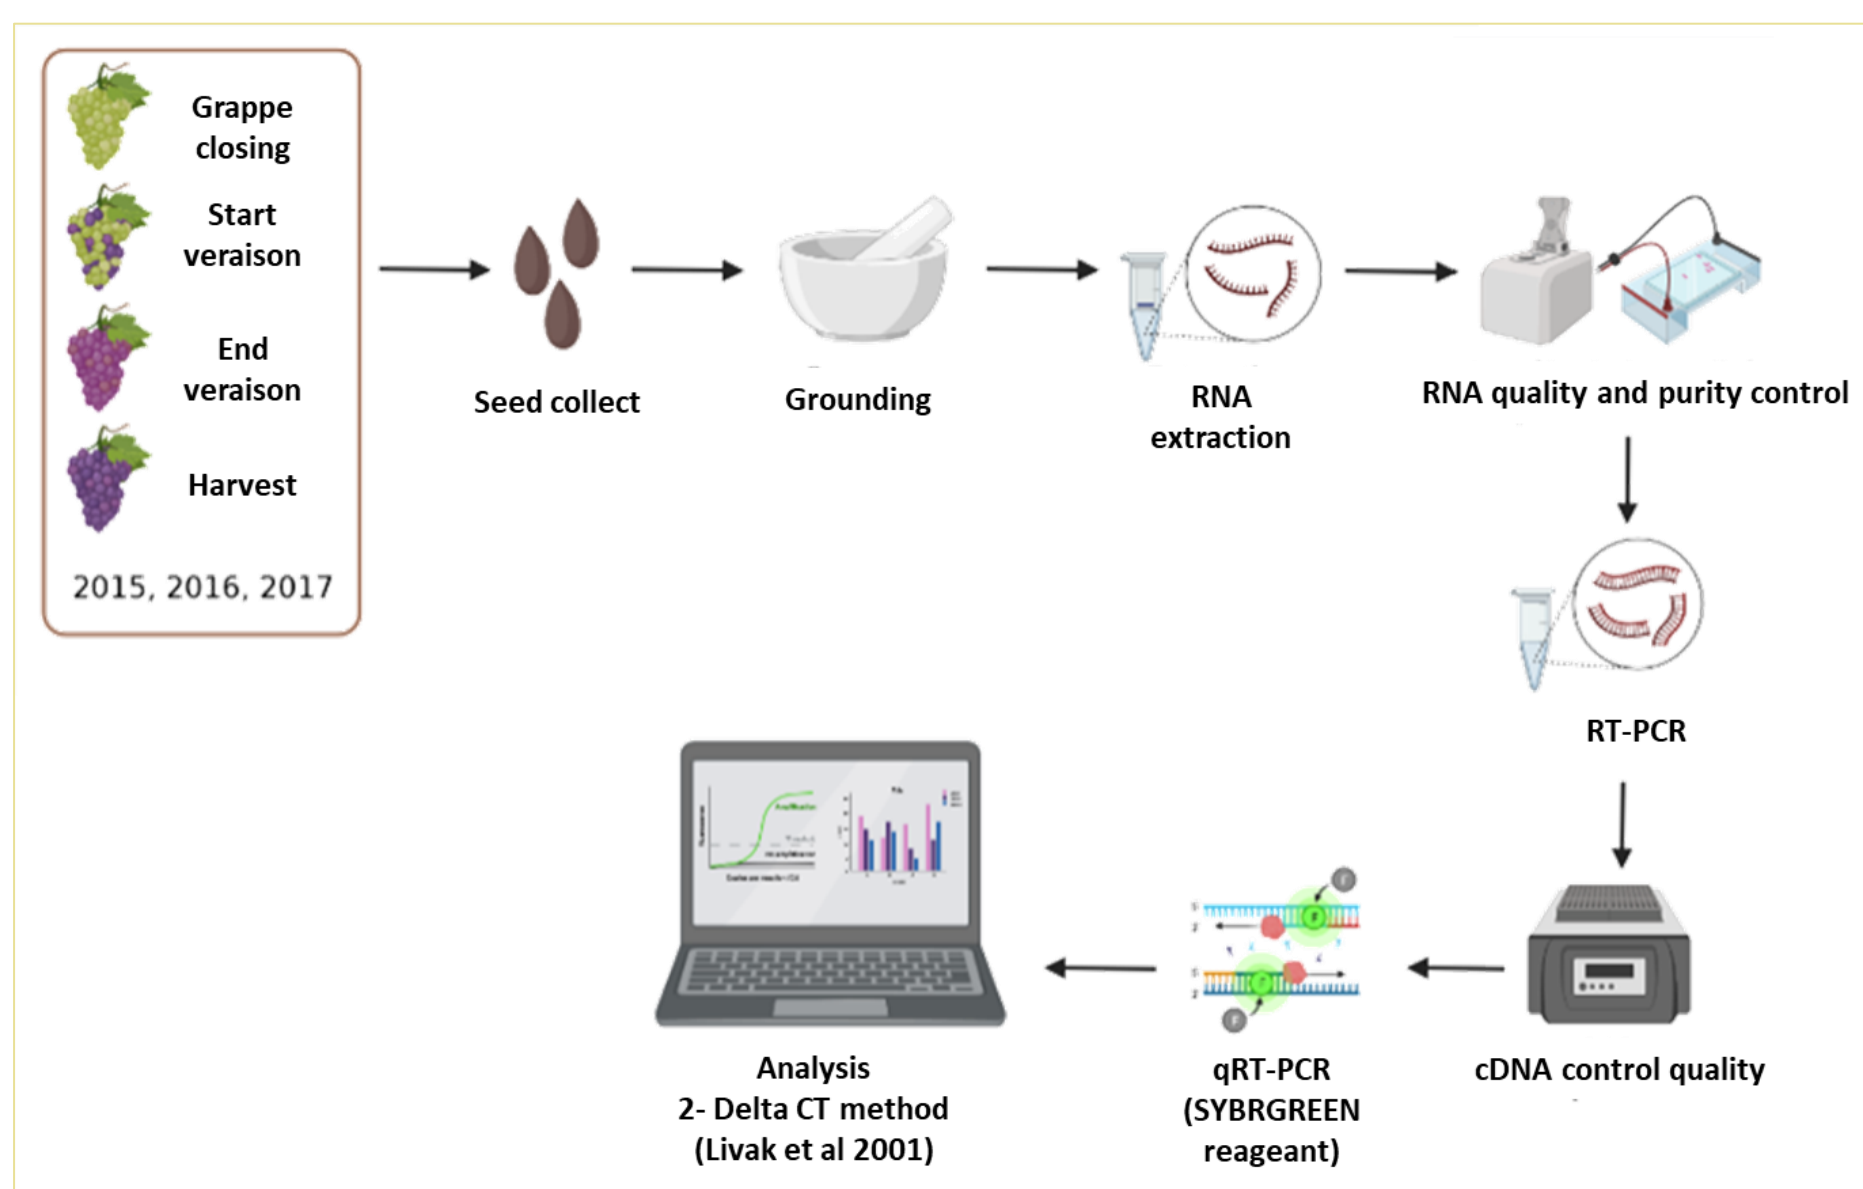 Grappe
closing
Start
veraison
End
veraison
Harvest
2015, 2016, 2017
Seed collect
Grounding
RNA
extraction
RNA quality and purity control
RT-PCR
cDNA control quality
F
F
F
F
qRT-PCR
(SYBRGREEN
reageant)
Analysis
2- Delta CT method
(Livak et al 2001)